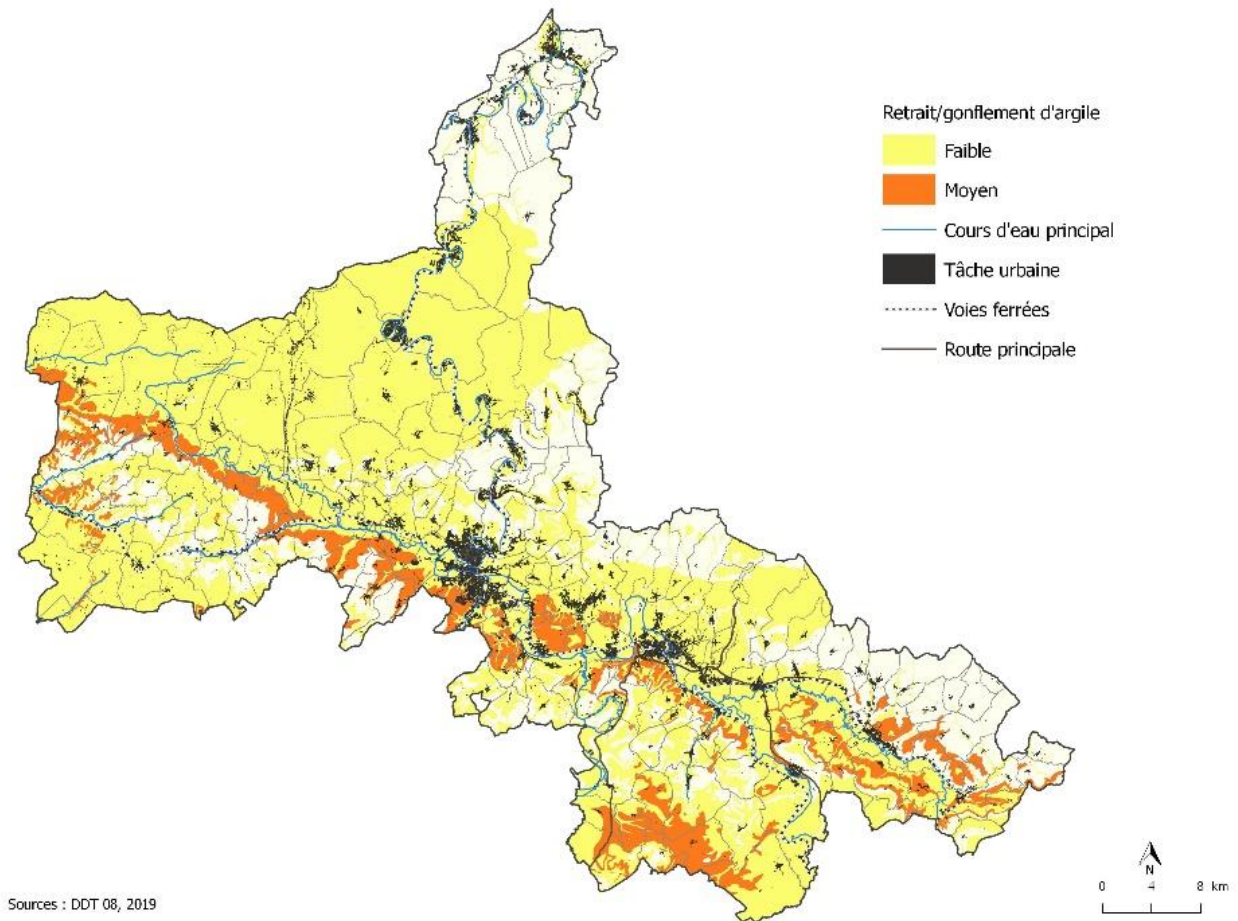 Retrait/gonflement d'argile
Faible
Moyen
Cours d'eau principal
Tâche urbaine
Voies ferrées
Route principale
N
0 4 8 km
Sources : DDT 08, 2019